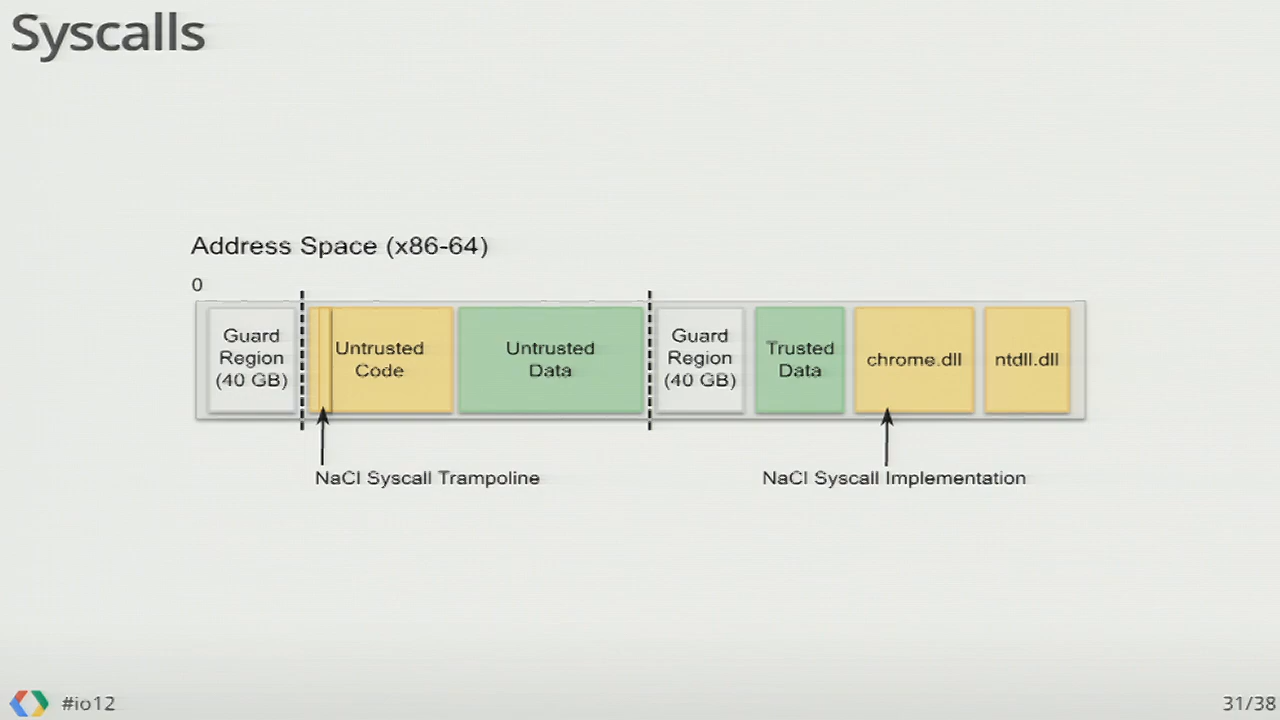 Syscalls
Address Space (x86-64)
0
Guard
Region
(40 GB)
Untrusted
Code
Untrusted
Data
Guard
Region
(40 GB)
Trusted
Data
chrome.dll
ntdll.dll
NaCl Syscall Trampoline
NaCl Syscall Implementation
#io12
31/38